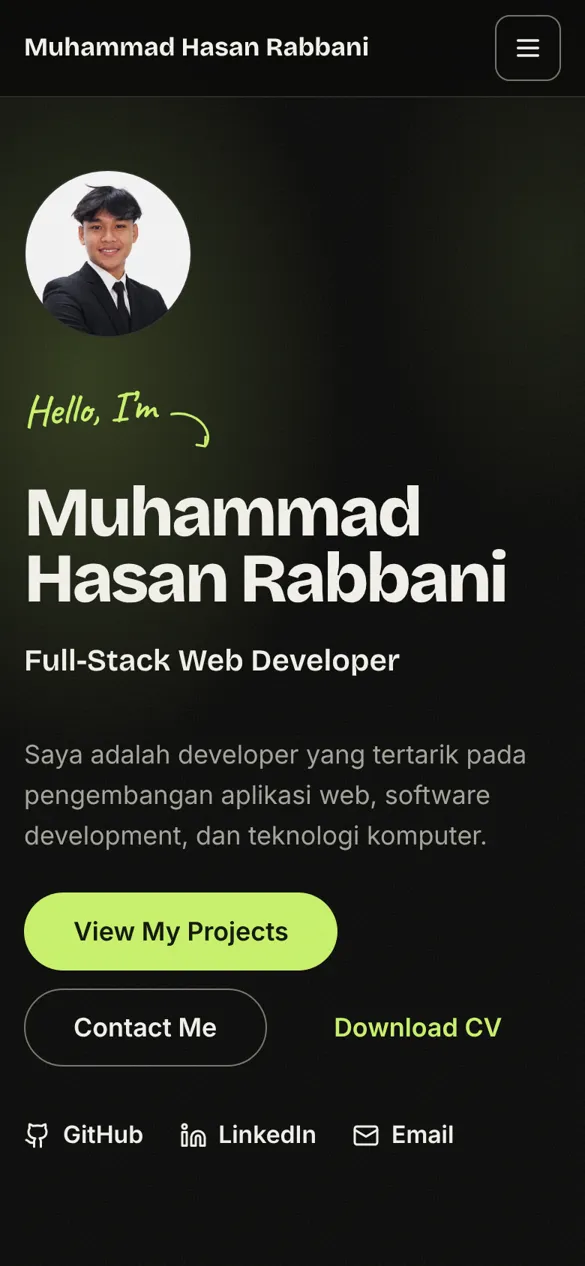 Muhammad Hasan Rabbani
Hello, I'm
Muhammad
Hasan Rabbani
Full-Stack Web Developer
Saya adalah developer yang tertarik pada
pengembangan aplikasi web, software
development, dan teknologi komputer.
View My Projects
Contact Me
Download CV
GitHub
LinkedIn
Email